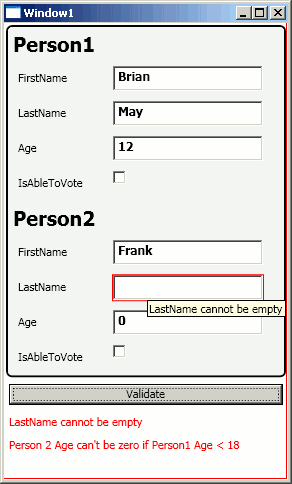 Window1
Person1
FirstName Brian
LastName May
Age 12
IsAbleToVote
Person2
FirstName Frank
LastName
LastName cannot be empty
Age 0
IsAbleToVote
Validate
LastName cannot be empty
Person 2 Age can't be zero if Person1 Age < 18